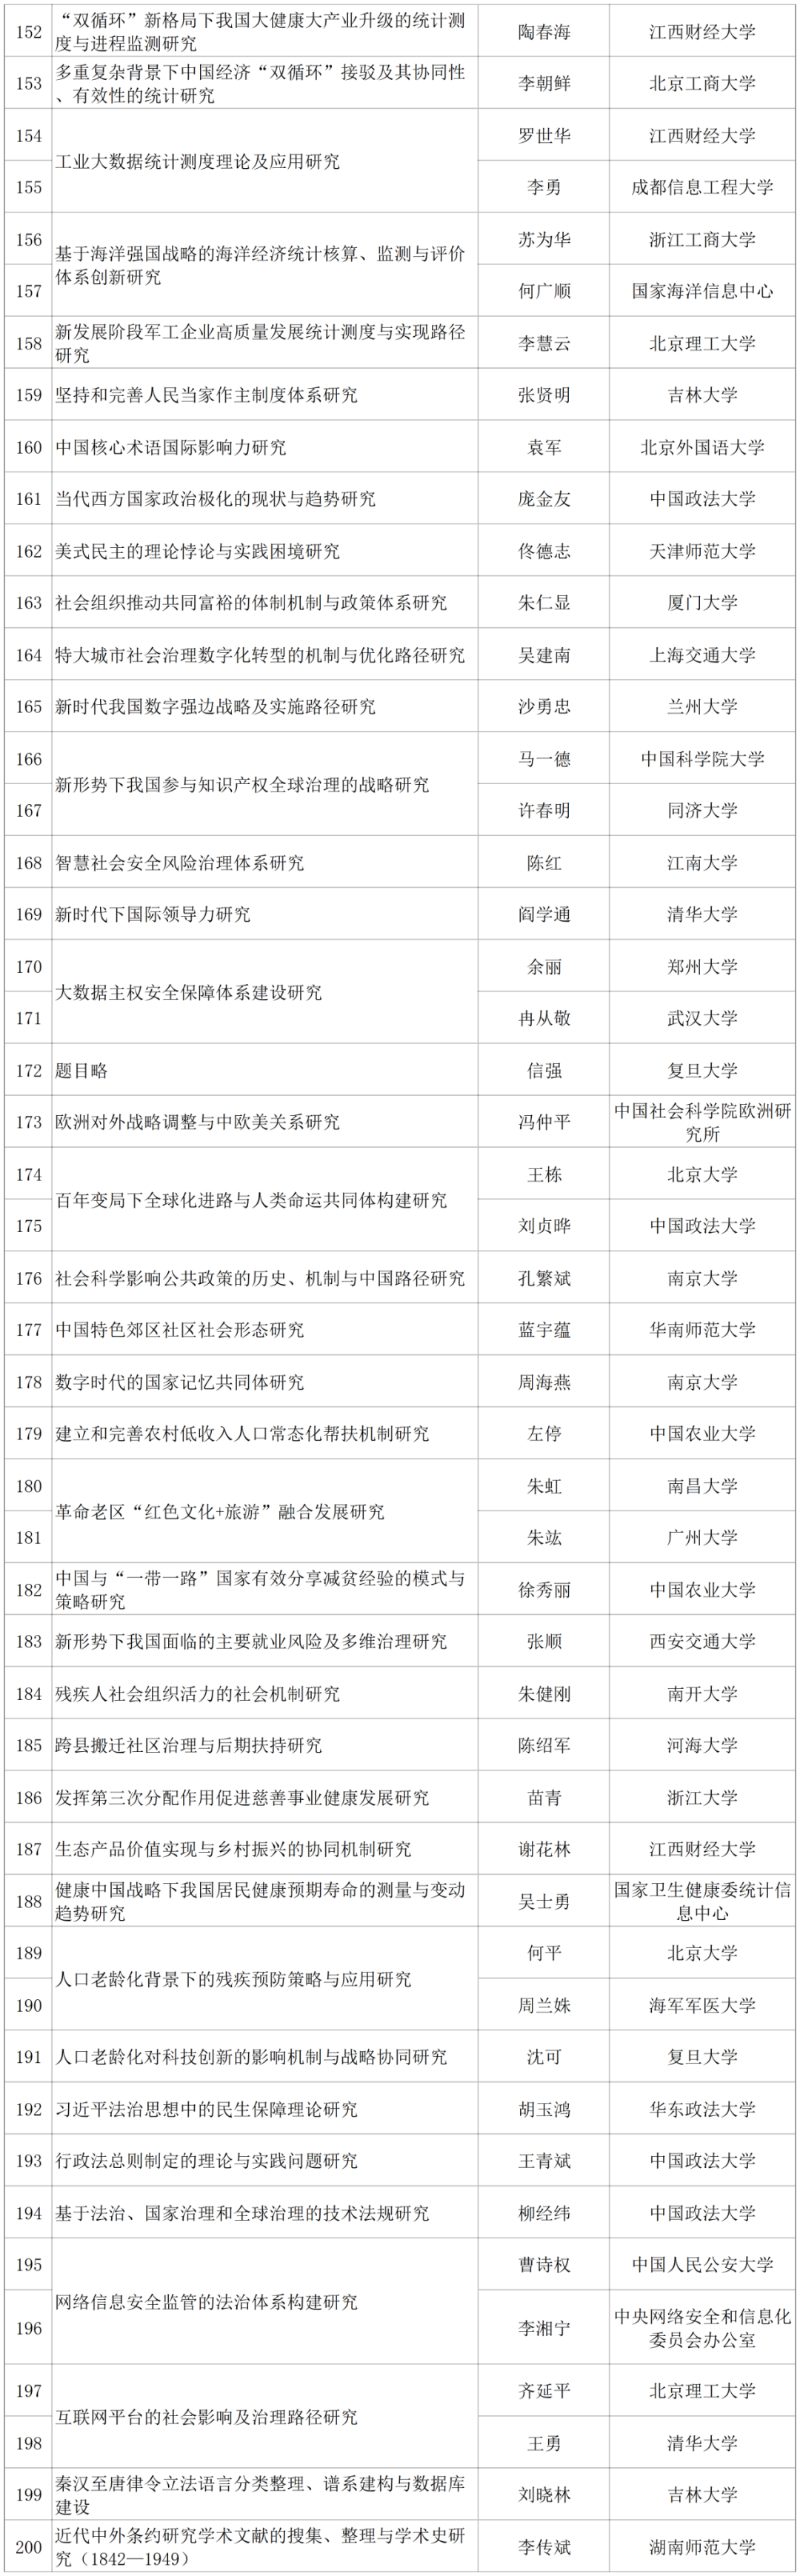 152 “双循环”新格局下我国大健康大产业升级的统计测 陶春海 江西财经大学
度与进程监测研究
153 多重复杂背景下中国经济“双循环”接驳及其协同性 李朝鲜 北京工商大学
、有效性的统计研究
154 罗世华 江西财经大学
工业大数据统计测度理论及应用研究
155 李勇 成都信息工程大学
156 苏为华 浙江工商大学
基于海洋强国战略的海洋经济统计核算、监测与评价
体系创新研究
157 何广顺 国家海洋信息中心
158 新发展阶段军工企业高质量发展统计测度与实现路径 李慧云 北京理工大学
研究
159 坚持和完善人民当家作主制度体系研究 张贤明 吉林大学
160 中国核心术语国际影响力研究 袁军 北京外国语大学
161 当代西方国家政治极化的现状与趋势研究 庞金友 中国政法大学
162 美式民主的理论悖论与实践困境研究 佟德志 天津师范大学
163 社会组织推动共同富裕的体制机制与政策体系研究 朱仁显 厦门大学
164 特大城市社会治理数字化转型的机制与优化路径研究 吴建南 上海交通大学
165 新时代我国数字强边战略及实施路径研究 沙勇忠 兰州大学
166 马一德 中国科学院大学
新形势下我国参与知识产权全球治理的战略研究
167 许春明 同济大学
168 智慧社会安全风险治理体系研究 陈红 江南大学
169 新时代下国际领导力研究 阎学通 清华大学
170 余丽 郑州大学
大数据主权安全保障体系建设研究
171 冉从敬 武汉大学
172 题目略 信强 复旦大学
173 欧洲对外战略调整与中欧美关系研究 冯仲平 中国社会科学院欧洲研
究所
174 王栋 北京大学
百年变局下全球化进路与人类命运共同体构建研究
175 刘贞晔 中国政法大学
176 社会科学影响公共政策的历史、机制与中国路径研究 孔繁斌 南京大学
177 中国特色郊区社区社会形态研究 蓝宇蕴 华南师范大学
178 数字时代的国家记忆共同体研究 周海燕 南京大学
179 建立和完善农村低收入人口常态化帮扶机制研究 左停 中国农业大学
180 朱虹 南昌大学
革命老区“红色文化+旅游”融合发展研究
181 朱竑 广州大学
182 中国与“一带一路”国家有效分享减贫经验的模式与 徐秀丽 中国农业大学
策略研究
183 新形势下我国面临的主要就业风险及多维治理研究 张顺 西安交通大学
184 残疾人社会组织活力的社会机制研究 朱健刚 南开大学
185 跨县搬迁社区治理与后期扶持研究 陈绍军 河海大学
186 发挥第三次分配作用促进慈善事业健康发展研究 苗青 浙江大学
187 生态产品价值实现与乡村振兴的协同机制研究 谢花林 江西财经大学
188 健康中国战略下我国居民健康预期寿命的测量与变动 吴士勇 国家卫生健康委统计信
趋势研究 息中心
189 何平 北京大学
人口老龄化背景下的残疾预防策略与应用研究
190 周兰姝 海军军医大学
191 人口老龄化对科技创新的影响机制与战略协同研究 沈可 复旦大学
192 习近平法治思想中的民生保障理论研究 胡玉鸿 华东政法大学
193 行政法总则制定的理论与实践问题研究 王青斌 中国政法大学
194 基于法治、国家治理和全球治理的技术法规研究 柳经纬 中国政法大学
195 曹诗权 中国人民公安大学
网络信息安全监管的法治体系构建研究
196 李湘宁 中央网络安全和信息化
委员会办公室
197 齐延平 北京理工大学
互联网平台的社会影响及治理路径研究
198 王勇 清华大学
199 秦汉至唐律令立法语言分类整理、谱系建构与数据库 刘晓林 吉林大学
建设
200 近代中外条约研究学术文献的搜集、整理与学术史研 李传斌 湖南师范大学
究（1842—1949）